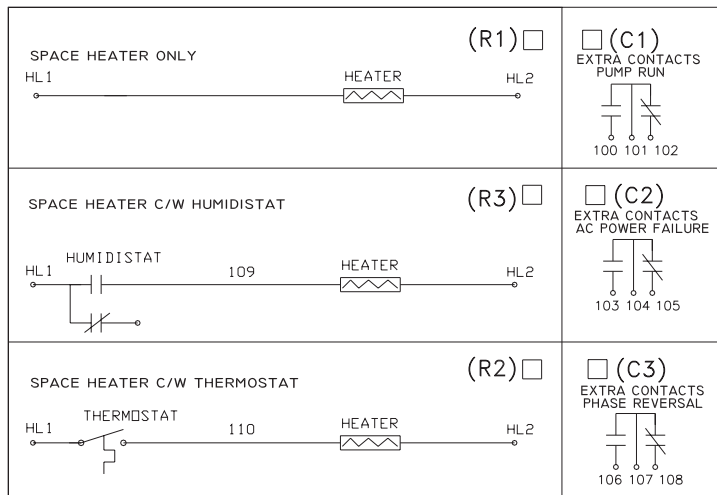 (R1)
SPACE HEATER ONLY
HL1
HEATER
HL2
(C1)
EXTRA CONTACTS
PUMP RUN
100 101 102
(R3)
SPACE HEATER C/W HUMIDISTAT
HUMIDISTAT
HL1
109
HEATER
HL2
(C2)
EXTRA CONTACTS
AC POWER FAILURE
103 104 105
(R2)
SPACE HEATER C/W THERMOSTAT
THERMOSTAT
HL1
110
HEATER
HL2
(C3)
EXTRA CONTACTS
PHASE REVERSAL
106 107 108